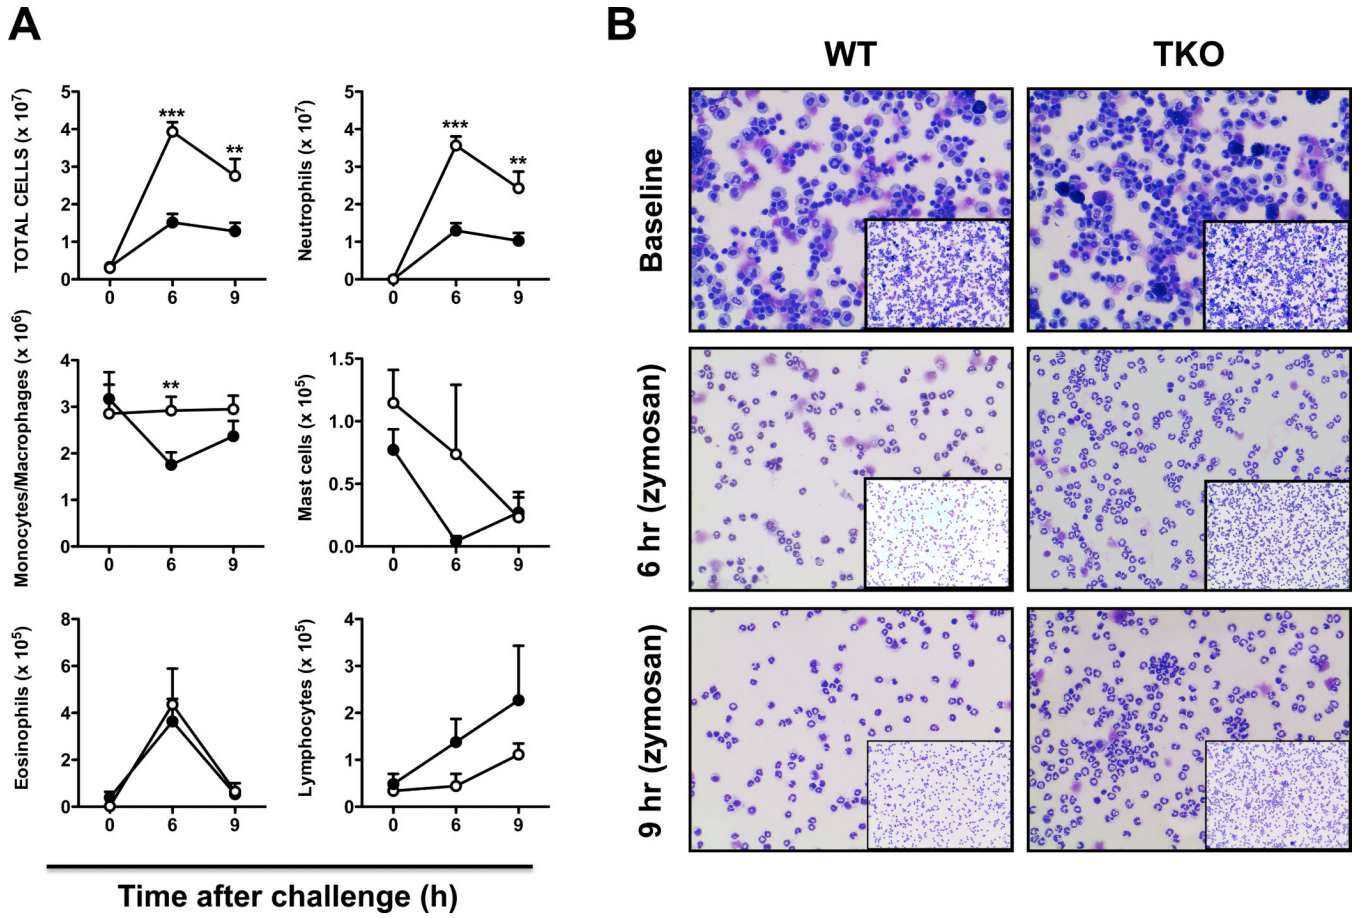 A
B
WT
TKO
TOTAL CELLS (x 10⁷)
5
4
3
2
1
0
***
**
0 6 9
Neutrophils (x 10⁷)
5
4
3
2
1
0
***
**
0 6 9
Monocytes/Macrophages (x 10⁶)
4
3
2
1
0
**
0 6 9
Mast cells (x 10⁵)
1.5
1.0
0.5
0.0
0 6 9
Eosinophils (x 10⁵)
8
6
4
2
0
0 6 9
Lymphocytes (x 10⁵)
4
3
2
1
0
0 6 9
Time after challenge (h)
Baseline
6 hr (zymosan)
9 hr (zymosan)